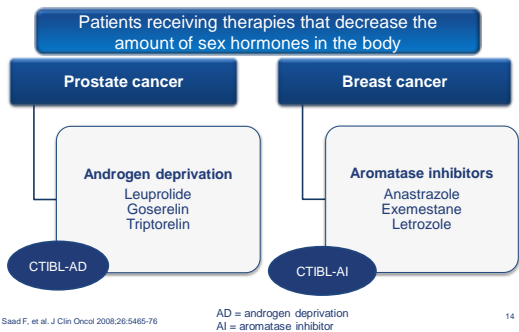 Patients receiving therapies that decrease the
amount of sex hormones in the body
Prostate cancer
Breast cancer
Androgen deprivation
Leuprolide
Goserelin
Triptorelin
Aromatase inhibitors
Anastrazole
Exemestane
Letrozole
CTIBL-AD
CTIBL-AI
Saad F, et al. J Clin Oncol 2008;26:5465-76
AD = androgen deprivation
AI = aromatase inhibitor
14